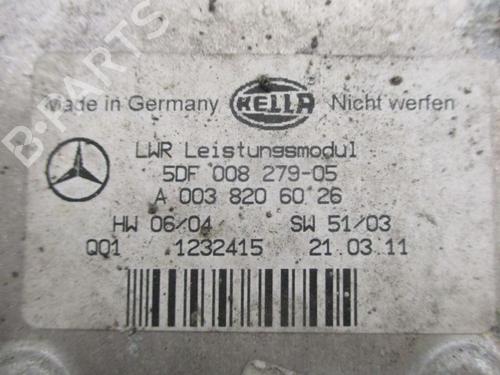 B-PARTS
Made in Germany HELLA Nicht werfen
LWR Leistungsmodul
5DF 008 279-05
A 003 820 60 26
HW 06/04 SW 51/03
Q01 1232415 21.03.11